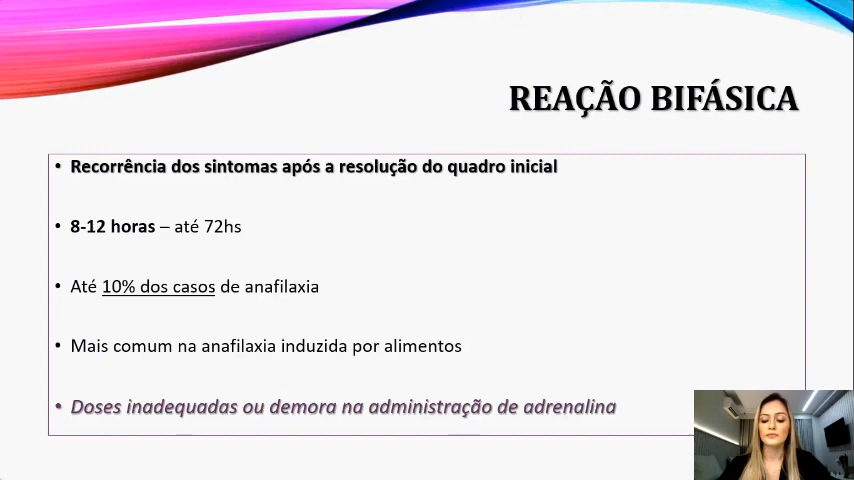 REAÇÃO BIFÁSICA
• Recorrência dos sintomas após a resolução do quadro inicial
• 8-12 horas – até 72hs
• Até 10% dos casos de anafilaxia
• Mais comum na anafilaxia induzida por alimentos
• Doses inadequadas ou demora na administração de adrenalina